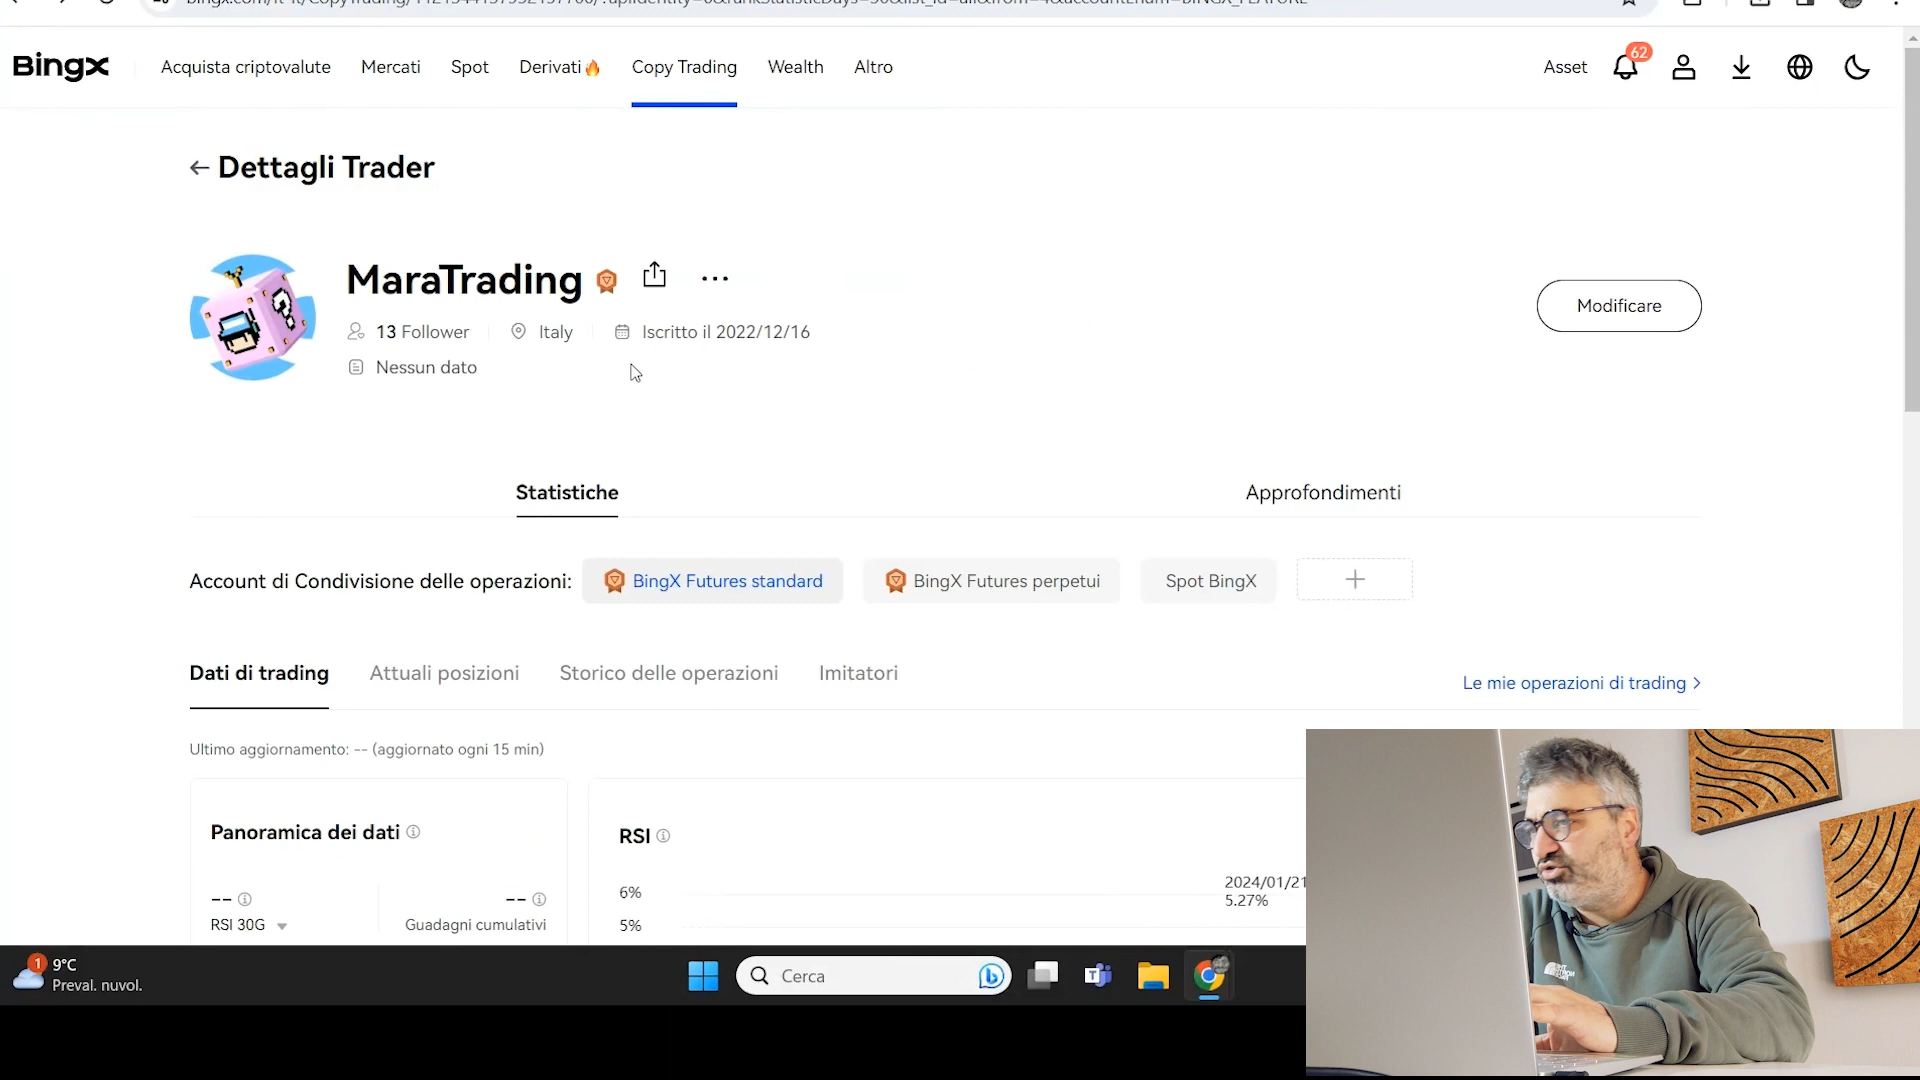 BingX
Acquista criptovalute
Mercati
Spot
Derivati
Copy Trading
Wealth
Altro
Asset
62
Dettagli Trader
MaraTrading
13 Follower
Italy
Iscritto il 2022/12/16
Nessun dato
Modificare
Statistiche
Approfondimenti
Account di Condivisione delle operazioni:
BingX Futures standard
BingX Futures perpetui
Spot BingX
Dati di trading
Attuali posizioni
Storico delle operazioni
Imitatori
Le mie operazioni di trading >
Ultimo aggiornamento: -- (aggiornato ogni 15 min)
Panoramica dei dati
RSI
-- 
--
RSI 30G
Guadagni cumulativi
6%
5%
2024/01/21
5.27%
1
9°C
Preval. nuvol.
Cerca